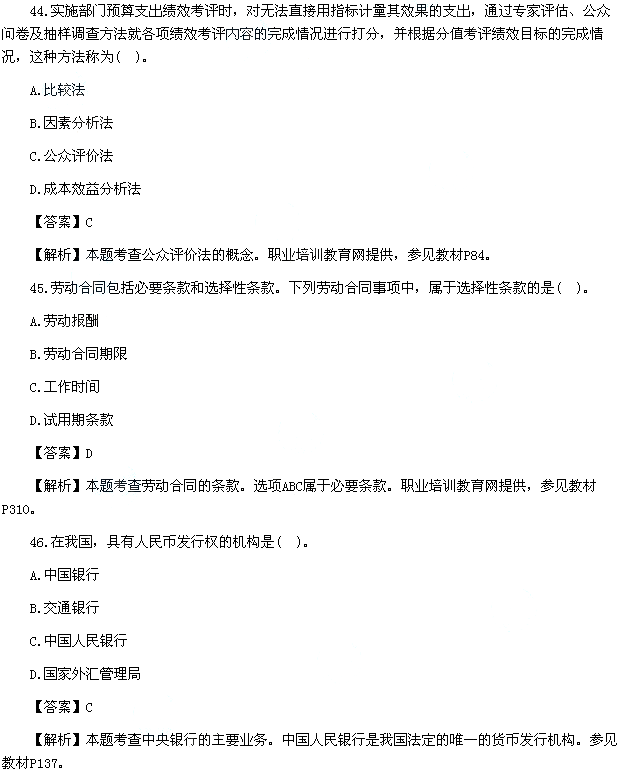 44.实施部门预算支出绩效考评时，对无法直接用指标计量其效果的支出，通过专家评估、公众
问卷及抽样调查方法就各项绩效考评内容的完成情况进行打分，并根据分值考评绩效目标的完成情
况，这种方法称为(　)。
A.比较法
B.因素分析法
C.公众评价法
D.成本效益分析法
【答案】C
【解析】本题考查公众评价法的概念。职业培训教育网提供，参见教材P84。
45.劳动合同包括必要条款和选择性条款。下列劳动合同事项中，属于选择性条款的是(　)。
A.劳动报酬
B.劳动合同期限
C.工作时间
D.试用期条款
【答案】D
【解析】本题考查劳动合同的条款。选项ABC属于必要条款。职业培训教育网提供，参见教材
P310。
46.在我国，具有人民币发行权的机构是(　)。
A.中国银行
B.交通银行
C.中国人民银行
D.国家外汇管理局
【答案】C
【解析】本题考查中央银行的主要业务。中国人民银行是我国法定的唯一的货币发行机构。参见
教材P137。